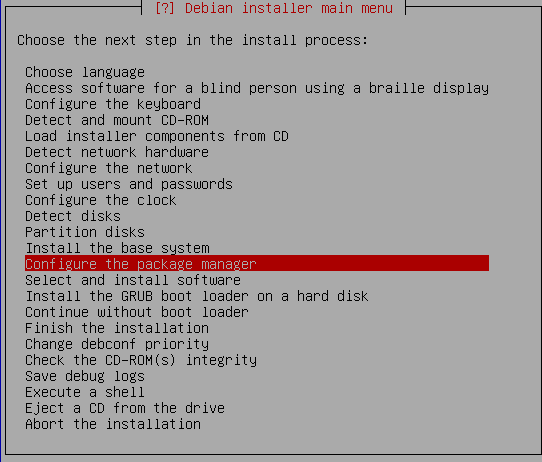 [?] Debian installer main menu
Choose the next step in the install process:
Choose language
Access software for a blind person using a braille display
Configure the keyboard
Detect and mount CD-ROM
Load installer components from CD
Detect network hardware
Configure the network
Set up users and passwords
Configure the clock
Detect disks
Partition disks
Install the base system
Configure the package manager
Select and install software
Install the GRUB boot loader on a hard disk
Continue without boot loader
Finish the installation
Change debconf priority
Check the CD-ROM(s) integrity
Save debug logs
Execute a shell
Eject a CD from the drive
Abort the installation